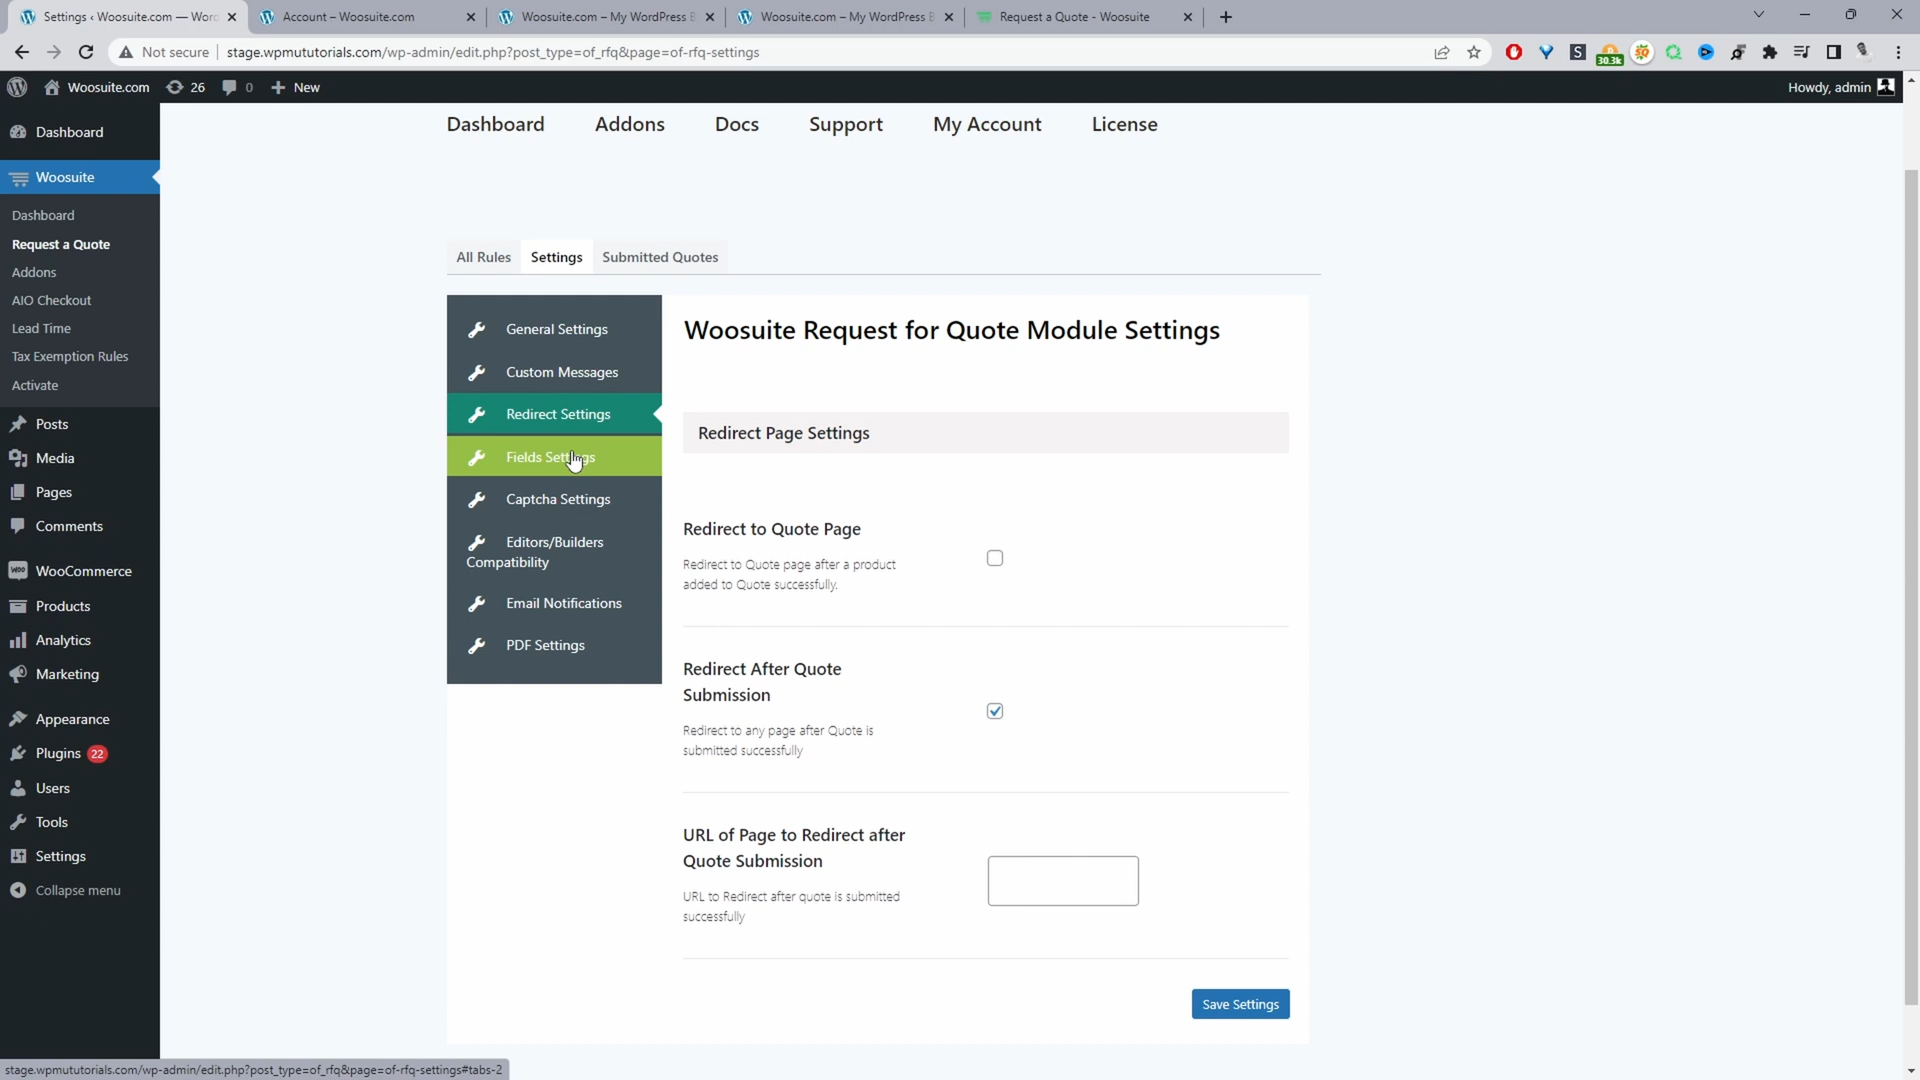 Settings ‹ Woosuite.com — Wor
Account – Woosuite.com
Woosuite.com – My WordPress B
Woosuite.com – My WordPress B
Request a Quote - Woosuite
Not secure
stage.wpmututorials.com/wp-admin/edit.php?post_type=of_rfq&page=of-rfq-settings
30.3k
Woosuite.com
26
0
New
Howdy, admin
Dashboard
Woosuite
Dashboard
Request a Quote
Addons
AIO Checkout
Lead Time
Tax Exemption Rules
Activate
Posts
Media
Pages
Comments
WooCommerce
Products
Analytics
Marketing
Appearance
Plugins 22
Users
Tools
Settings
Collapse menu
Dashboard Addons Docs Support My Account License
All Rules Settings Submitted Quotes
General Settings
Custom Messages
Redirect Settings
Fields Settings
Captcha Settings
Editors/Builders
Compatibility
Email Notifications
PDF Settings
Woosuite Request for Quote Module Settings
Redirect Page Settings
Redirect to Quote Page
Redirect to Quote page after a product
added to Quote successfully.
Redirect After Quote
Submission
Redirect to any page after Quote is
submitted successfully
URL of Page to Redirect after
Quote Submission
URL to Redirect after quote is submitted
successfully
Save Settings
stage.wpmututorials.com/wp-admin/edit.php?post_type=of_rfq&page=of-rfq-settings#tabs-2